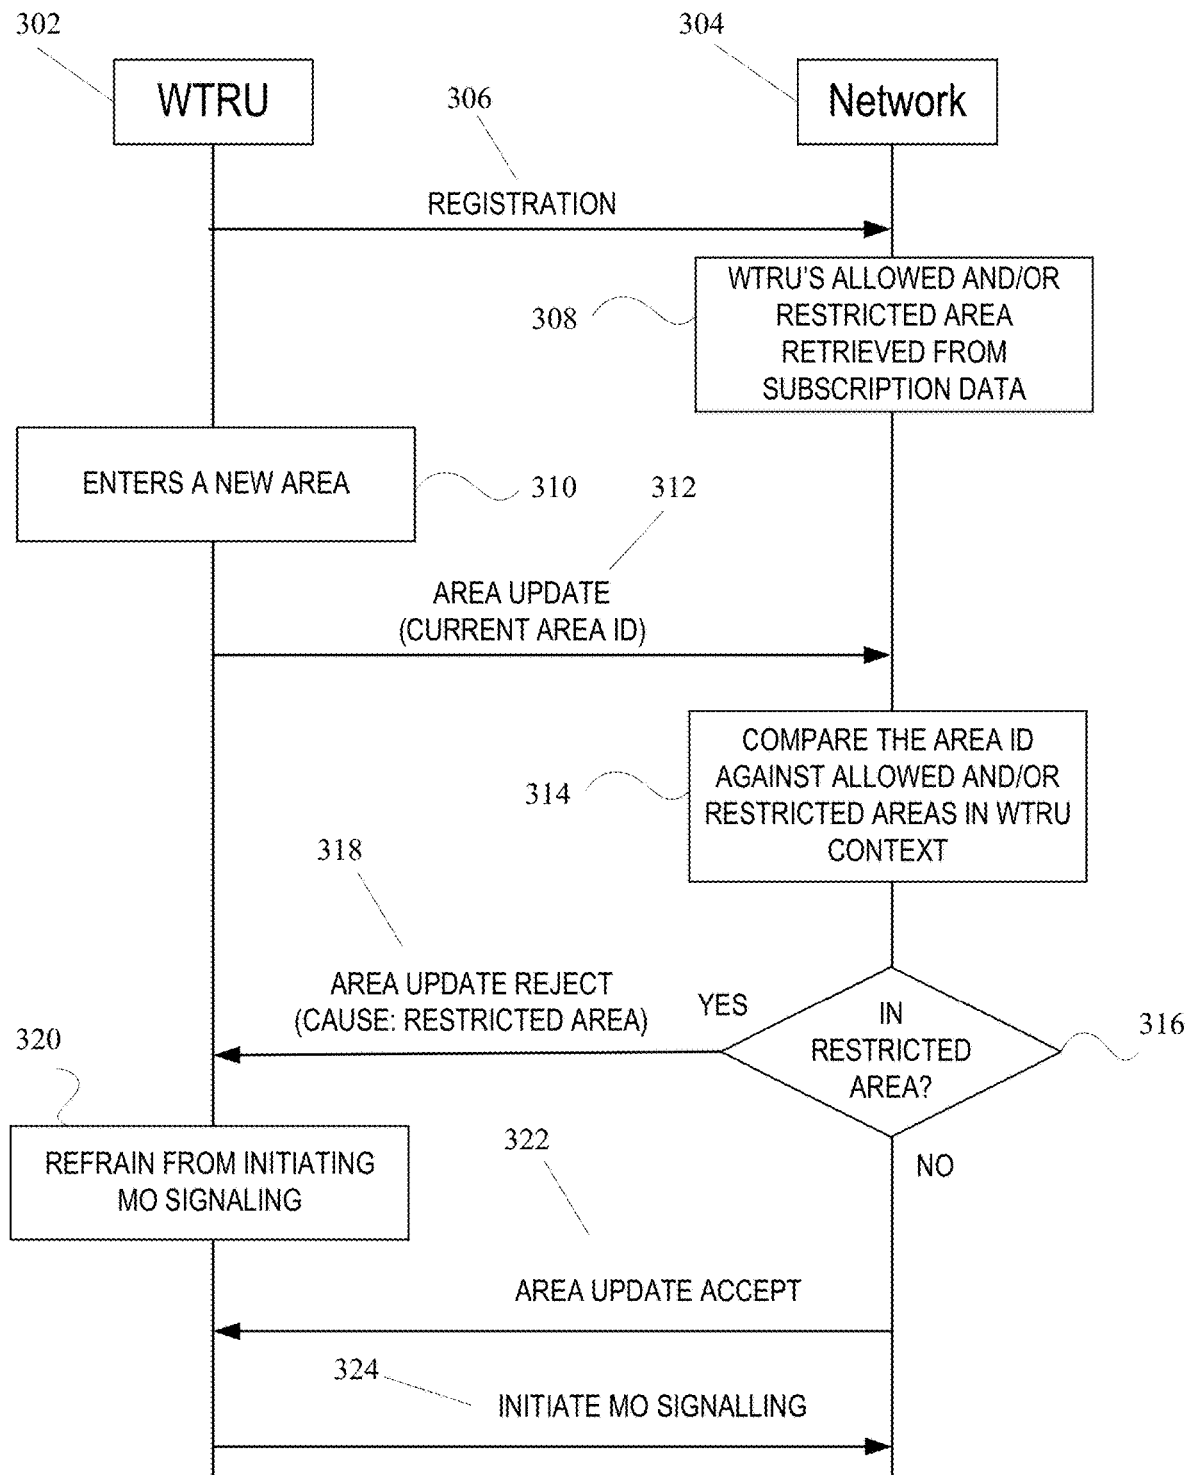 302
304
WTRU
Network
306
REGISTRATION
WTRU'S ALLOWED AND/OR
RESTRICTED AREA
RETRIEVED FROM
SUBSCRIPTION DATA
308
ENTERS A NEW AREA
310
312
AREA UPDATE
(CURRENT AREA ID)
COMPARE THE AREA ID
AGAINST ALLOWED AND/OR
RESTRICTED AREAS IN WTRU
CONTEXT
314
318
AREA UPDATE REJECT
(CAUSE: RESTRICTED AREA)
YES
IN
RESTRICTED
AREA?
316
320
REFRAIN FROM INITIATING
MO SIGNALING
322
NO
AREA UPDATE ACCEPT
324
INITIATE MO SIGNALLING